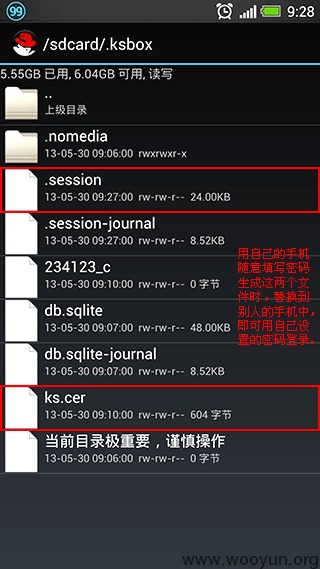 99
9:28
/sdcard/.ksbox
5.55GB 已用, 6.04GB 可用, 读写
..
上级目录
.nomedia
13-05-30 09:06:00 rwxrwxr-x
.session
13-05-30 09:27:00 rw-rw-r-- 24.00KB
.session-journal
13-05-30 09:27:00 rw-rw-r-- 8.52KB
234123_c
13-05-30 09:10:00 rw-rw-r-- 0 字节
db.sqlite
13-05-30 09:07:00 rw-rw-r-- 48.00KB
db.sqlite-journal
13-05-30 09:07:00 rw-rw-r-- 8.52KB
ks.cer
13-05-30 09:10:00 rw-rw-r-- 604 字节
当前目录极重要，谨慎操作
13-05-30 09:06:00 rw-rw-r-- 0 字节
用自己的手机
随意填写密码
生成这两个文
件时，替换到
别人的手机中，
即可用自己设
置的密码登录。
www.wooyun.org